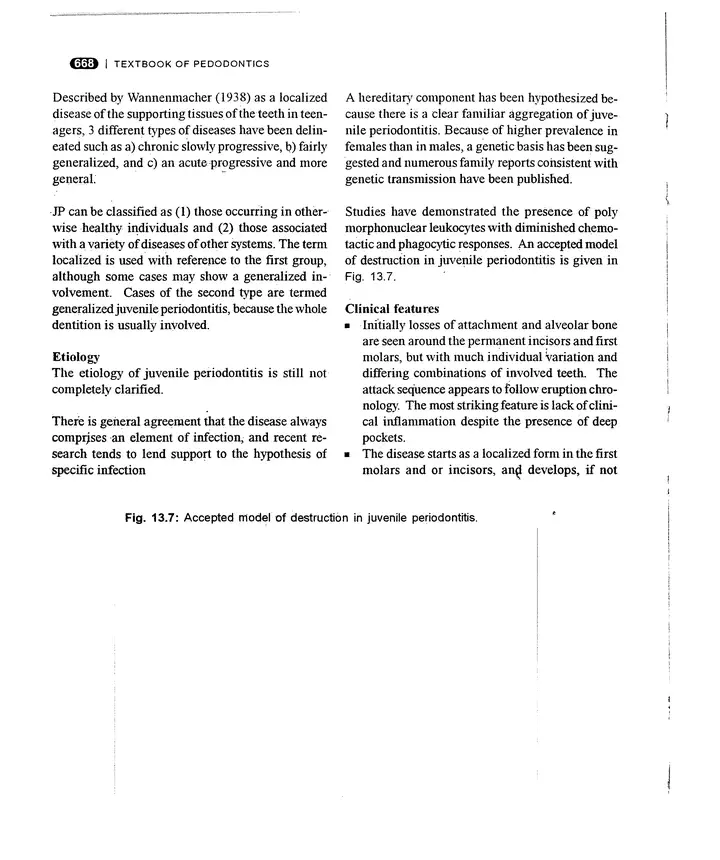 668 | TEXTBOOK OF PEDODONTICS
Described by Wannenmacher (1938) as a localized
disease of the supporting tissues of the teeth in teen-
agers, 3 different types of diseases have been delin-
eated such as a) chronic slowly progressive, b) fairly
generalized, and c) an acute progressive and more
general.
JP can be classified as (1) those occurring in other-
wise healthy individuals and (2) those associated
with a variety of diseases of other systems. The term
localized is used with reference to the first group,
although some cases may show a generalized in-
volvement. Cases of the second type are termed
generalized juvenile periodontitis, because the whole
dentition is usually involved.
Etiology
The etiology of juvenile periodontitis is still not
completely clarified.
There is general agreement that the disease always
comprises an element of infection, and recent re-
search tends to lend support to the hypothesis of
specific infection
A hereditary component has been hypothesized be-
cause there is a clear familiar aggregation of juve-
nile periodontitis. Because of higher prevalence in
females than in males, a genetic basis has been sug-
gested and numerous family reports consistent with
genetic transmission have been published.
Studies have demonstrated the presence of poly
morphonuclear leukocytes with diminished chemo-
tactic and phagocytic responses. An accepted model
of destruction in juvenile periodontitis is given in
Fig. 13.7.
Clinical features
▪ Initially losses of attachment and alveolar bone
are seen around the permanent incisors and first
molars, but with much individual variation and
differing combinations of involved teeth. The
attack sequence appears to follow eruption chro-
nology. The most striking feature is lack of clini-
cal inflammation despite the presence of deep
pockets.
▪ The disease starts as a localized form in the first
molars and or incisors, and develops, if not
Fig. 13.7: Accepted model of destruction in juvenile periodontitis.